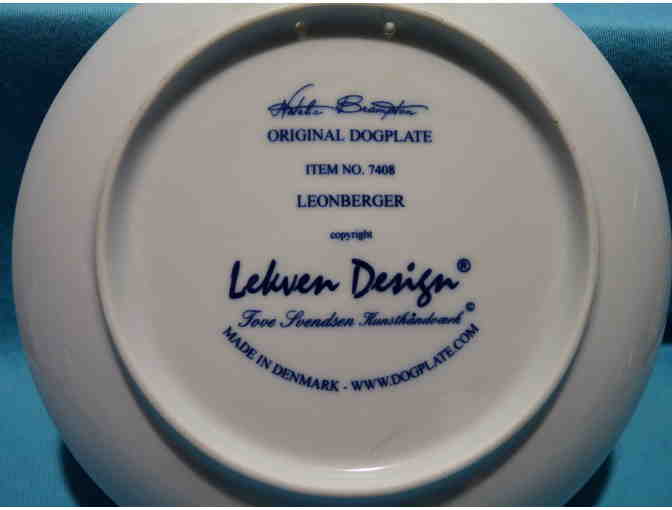 ORIGINAL DOGPLATE
ITEM NO. 7408
LEONBERGER
copyright
Lekven Design®
Tove Svendsen Kunsthåndværk ©
MADE IN DENMARK - WWW.DOGPLATE.COM